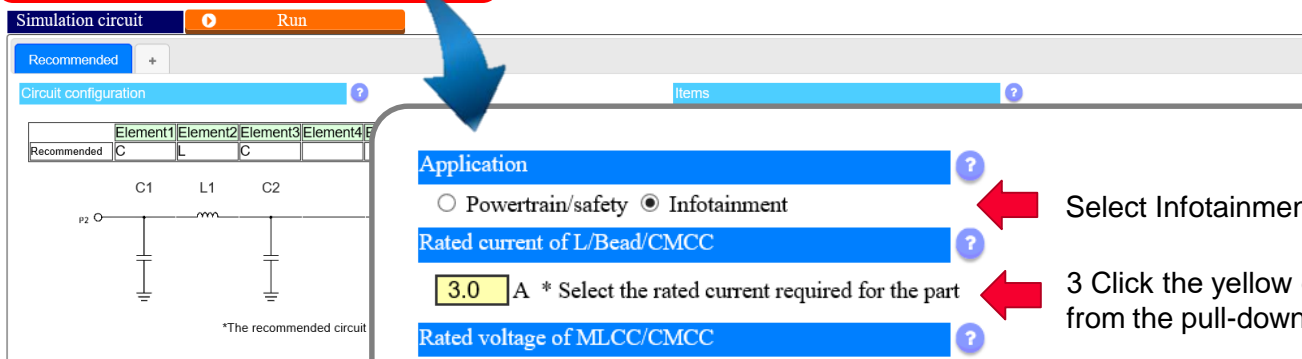 Simulation circuit Run
Recommended +
Circuit configuration ? Items ?
Element1 Element2 Element3 Element4
Recommended C L C
C1 L1 C2
P2
*The recommended circuit
Application ?
Powertrain/safety Infotainment
Select
Rated current of L/Bead/CMCC ?
3.0 A * Select the rated current required for the part
3 Click the yellow
from the pull-down
Rated voltage of MLCC/CMCC ?